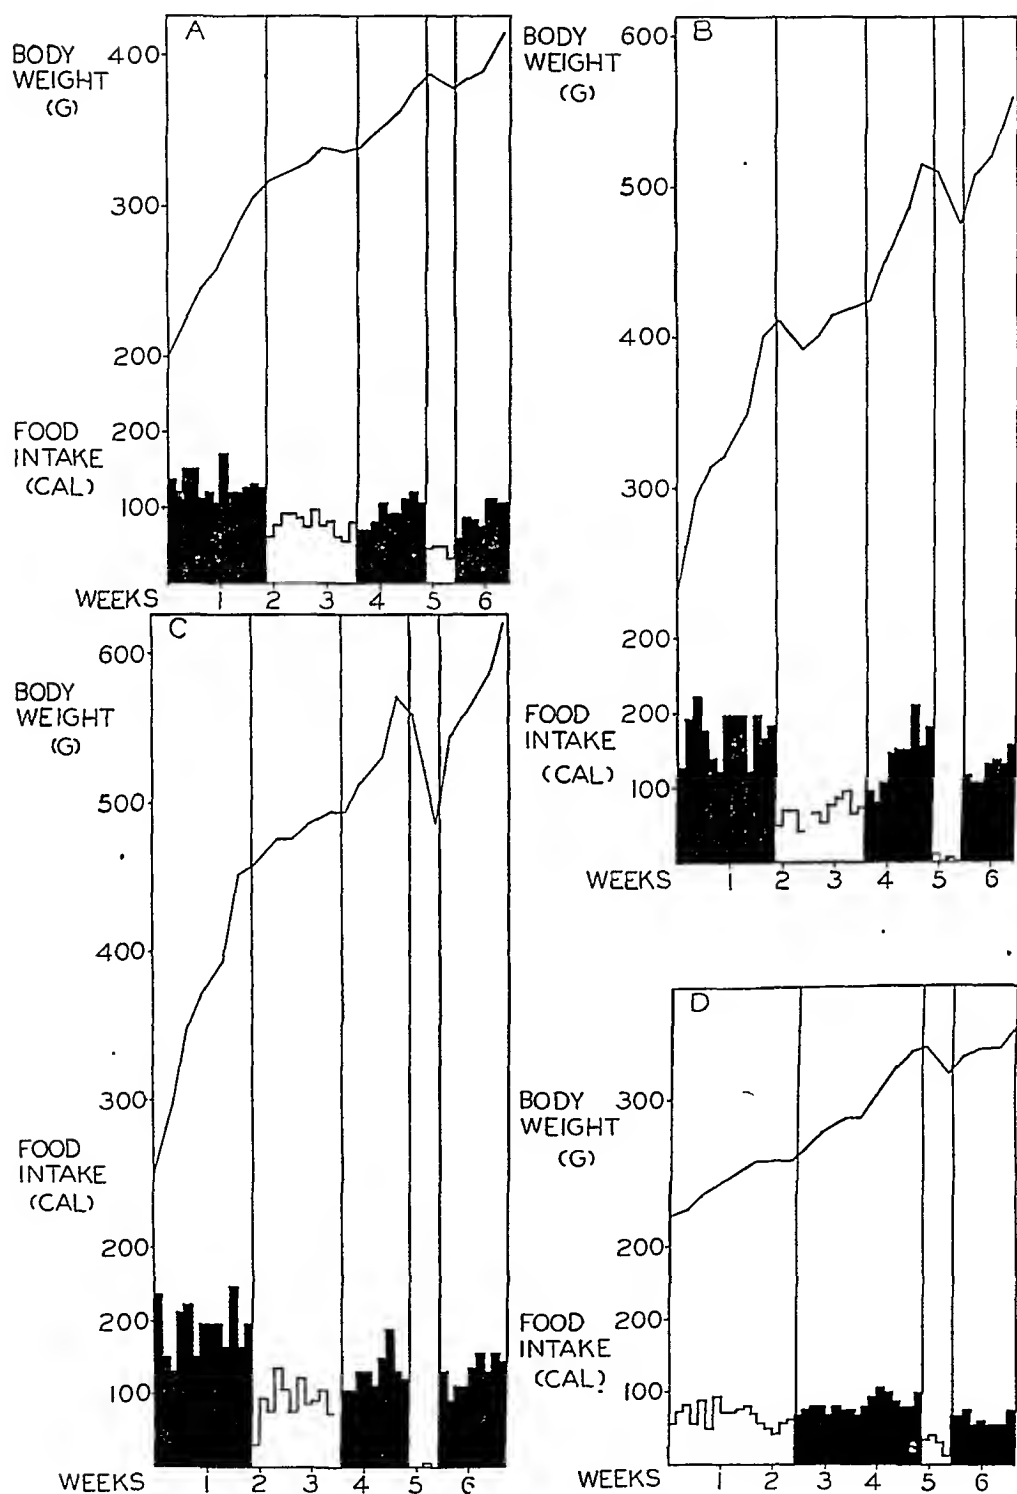 A
BODY
WEIGHT
(G)
400
300
200
FOOD
INTAKE
(CAL)
200
100
WEEKS 1 2 3 4 5 6
B
BODY
WEIGHT
(G)
600
500
400
300
200
FOOD
INTAKE
(CAL)
200
100
WEEKS 1 2 3 4 5 6
C
BODY
WEIGHT
(G)
600
500
400
300
200
FOOD
INTAKE
(CAL)
200
100
WEEKS 1 2 3 4 5 6
D
BODY
WEIGHT
(G)
300
200
FOOD
INTAKE
(CAL)
200
100
WEEKS 1 2 3 4 5 6